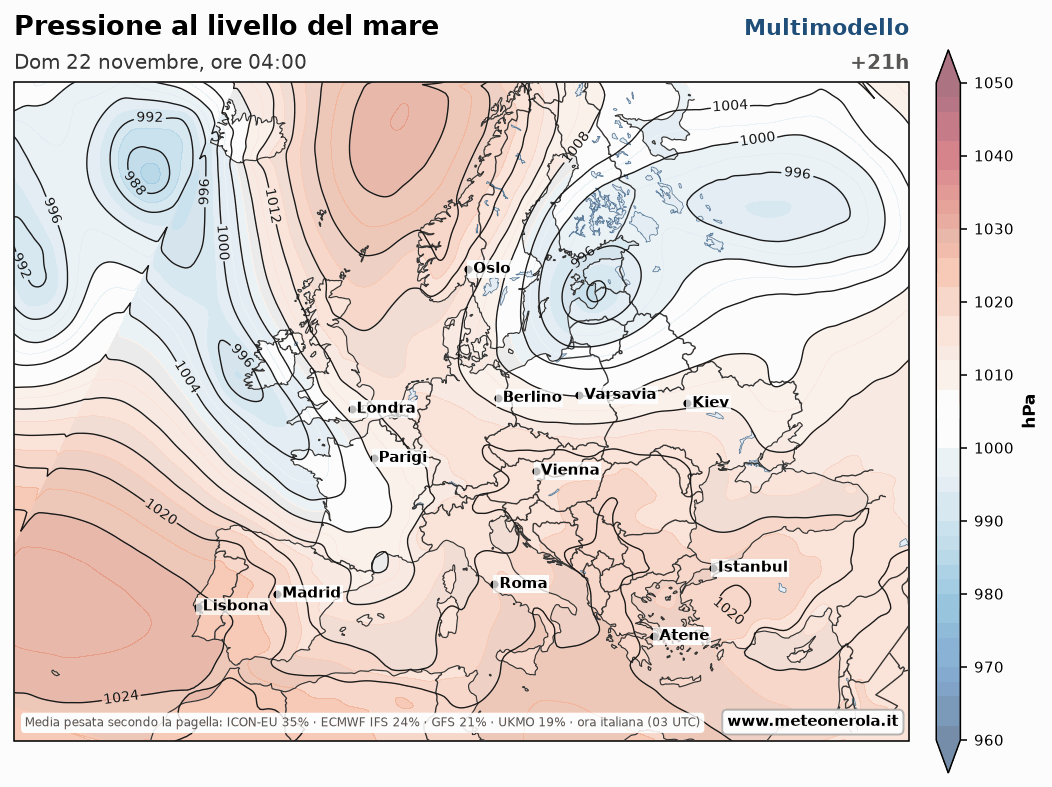 Pressione al livello del mare
Multimodello
Dom 22 novembre, ore 04:00
+21h
1050
1040
1030
1020
1010
1000
990
980
970
960
hPa
992
988
996
996
992
1000
1012
1008
1004
1000
996
996
996
1004
1020
1024
1020
Oslo
Londra
Berlino
Varsavia
Kiev
Parigi
Vienna
Istanbul
Roma
Madrid
Lisbona
Atene
Media pesata secondo la pagella: ICON-EU 35% · ECMWF IFS 24% · GFS 21% · UKMO 19% · ora italiana (03 UTC)
www.meteonerola.it